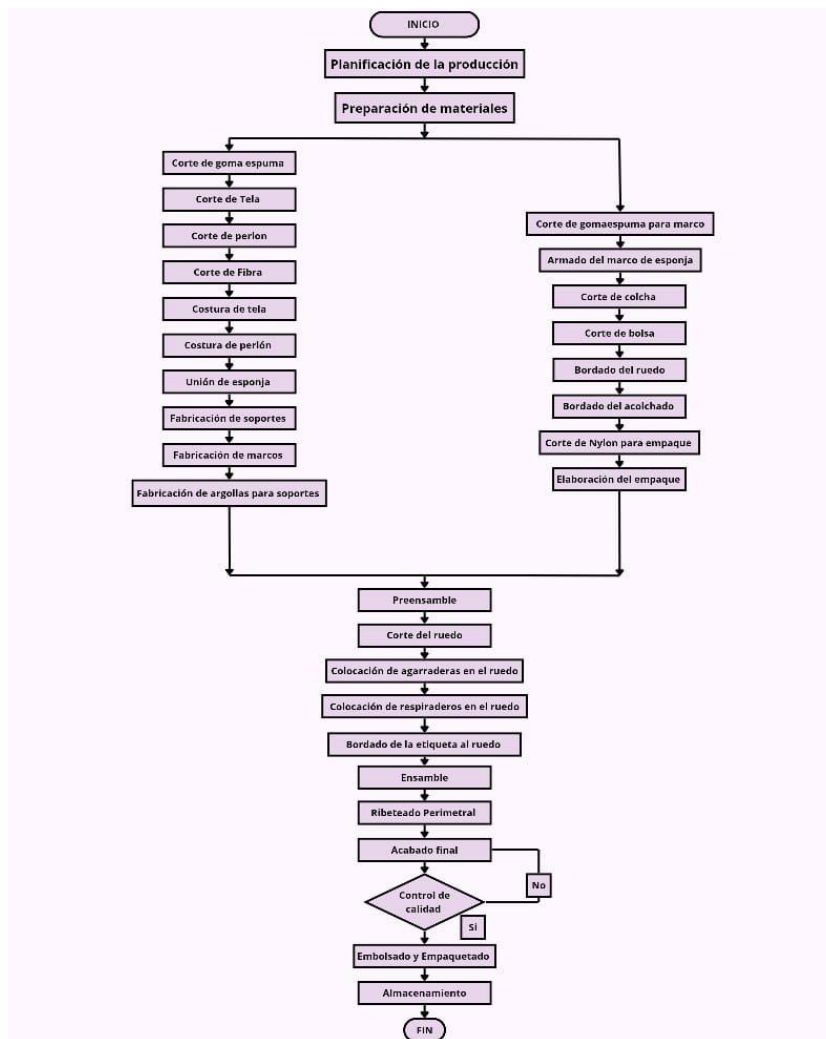 INICIO
Planificación de la producción
Preparación de materiales
Corte de goma espuma
Corte de Tela
Corte de perlon
Corte de Fibra
Costura de tela
Costura de perlón
Unión de esponja
Fabricación de soportes
Fabricación de marcos
Fabricación de argollas para soportes
Corte de gomaespuma para marco
Armado del marco de esponja
Corte de colcha
Corte de bolsa
Bordado del ruedo
Bordado del acolchado
Corte de Nylon para empaque
Elaboración del empaque
Preensamble
Corte del ruedo
Colocación de agarraderas en el ruedo
Colocación de respiraderos en el ruedo
Bordado de la etiqueta al ruedo
Ensamble
Ribeteado Perimetral
Acabado final
No
Control de
calidad
Si
Embolsado y Empaquetado
Almacenamiento
FIN